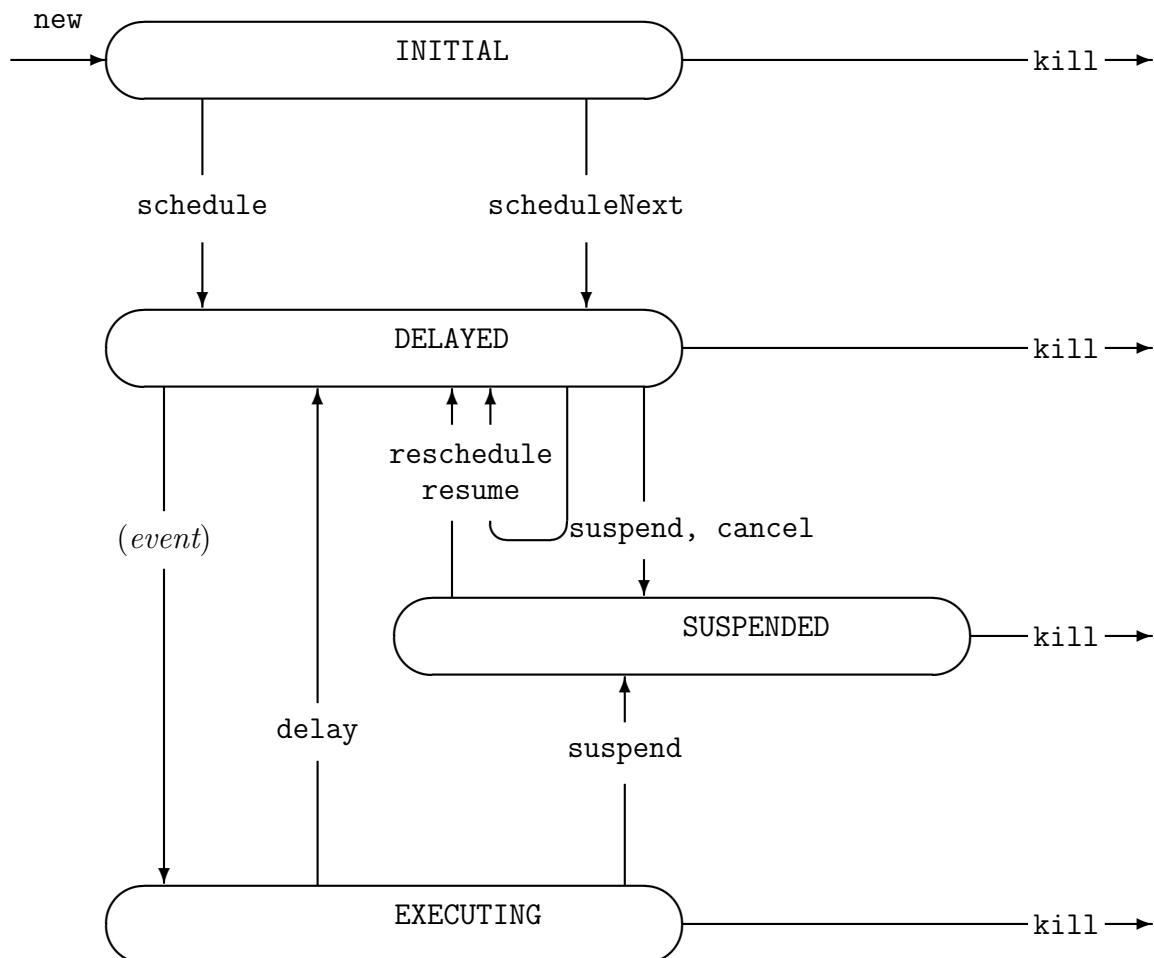 new
INITIAL
kill
schedule
scheduleNext
DELAYED
kill
reschedule
resume
suspend, cancel
(event)
SUSPENDED
kill
delay
suspend
EXECUTING
kill